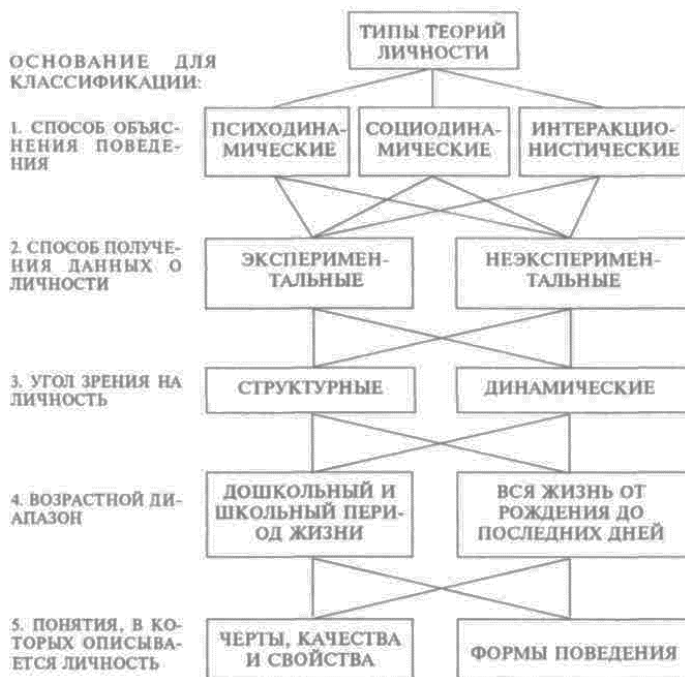 ТИПЫ ТЕОРИЙ
ЛИЧНОСТИ
ОСНОВАНИЕ ДЛЯ
КЛАССИФИКАЦИИ:
1. СПОСОБ ОБЪЯС-
НЕНИЯ ПОВЕДЕ-
НИЯ
ПСИХОДИНА-
МИЧЕСКИЕ
СОЦИОДИНА-
МИЧЕСКИЕ
ИНТЕРАКЦИО-
НИСТИЧЕСКИЕ
2. СПОСОБ ПОЛУЧЕ-
НИЯ ДАННЫХ О
ЛИЧНОСТИ
ЭКСПЕРИМЕН-
ТАЛЬНЫЕ
НЕЭКСПЕРИМЕН-
ТАЛЬНЫЕ
3. УГОЛ ЗРЕНИЯ НА
ЛИЧНОСТЬ
СТРУКТУРНЫЕ
ДИНАМИЧЕСКИЕ
4. ВОЗРАСТНОЙ ДИ-
АПАЗОН
ДОШКОЛЬНЫЙ И
ШКОЛЬНЫЙ ПЕРИ-
ОД ЖИЗНИ
ВСЯ ЖИЗНЬ ОТ
РОЖДЕНИЯ ДО
ПОСЛЕДНИХ ДНЕЙ
5. ПОНЯТИЯ, В КО-
ТОРЫХ ОПИСЫВА-
ЕТСЯ ЛИЧНОСТЬ
ЧЕРТЫ, КАЧЕСТВА
И СВОЙСТВА
ФОРМЫ ПОВЕДЕНИЯ